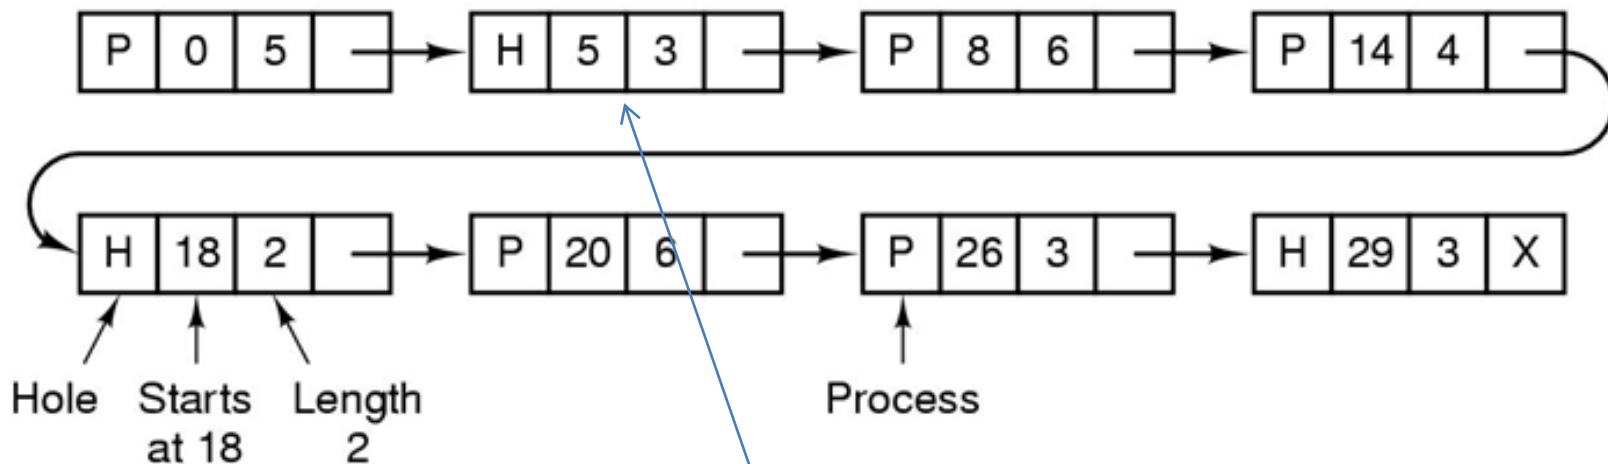 P 0 5 H 5 3 P 8 6 P 14 4
H 18 2 P 20 6 P 26 3 H 29 3 X
Hole Starts Length Process
at 18 2